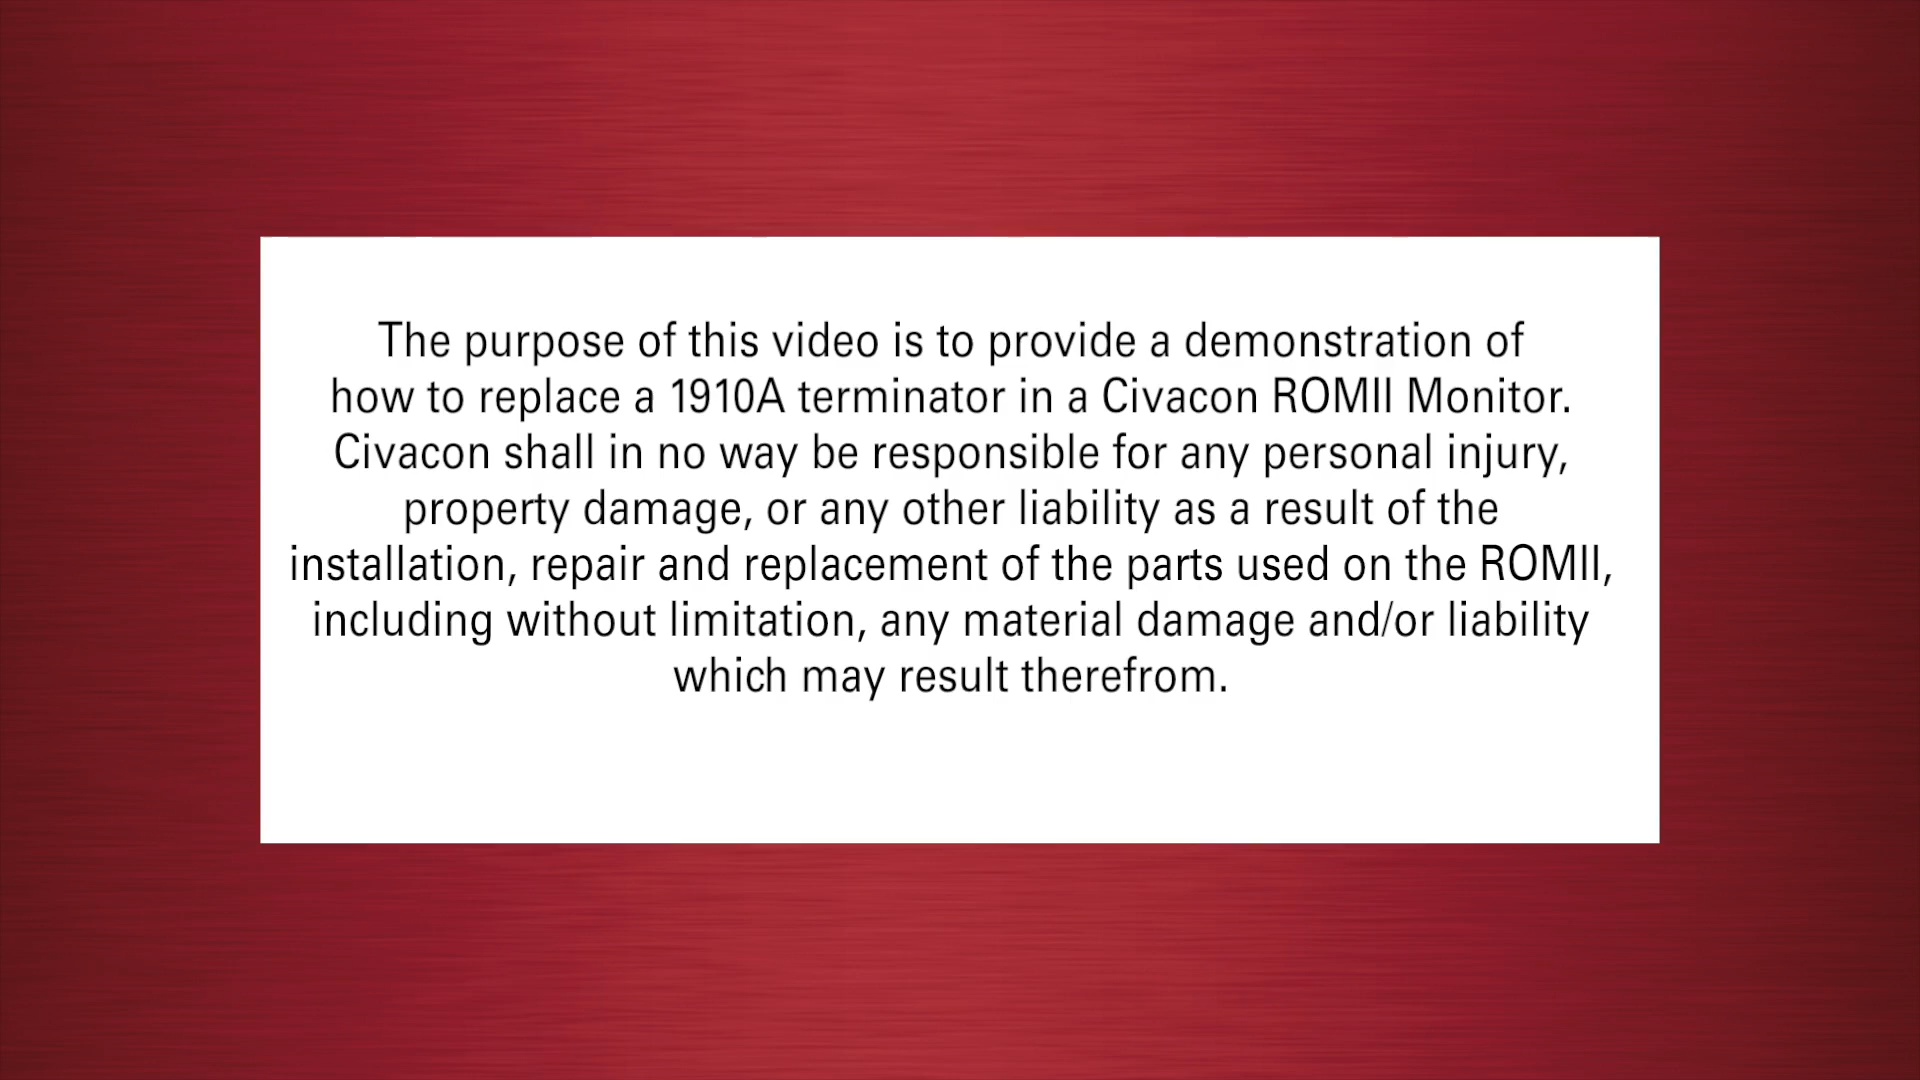 The purpose of this video is to provide a demonstration of
how to replace a 1910A terminator in a Civacon ROMII Monitor.
Civacon shall in no way be responsible for any personal injury,
property damage, or any other liability as a result of the
installation, repair and replacement of the parts used on the ROMII,
including without limitation, any material damage and/or liability
which may result therefrom.